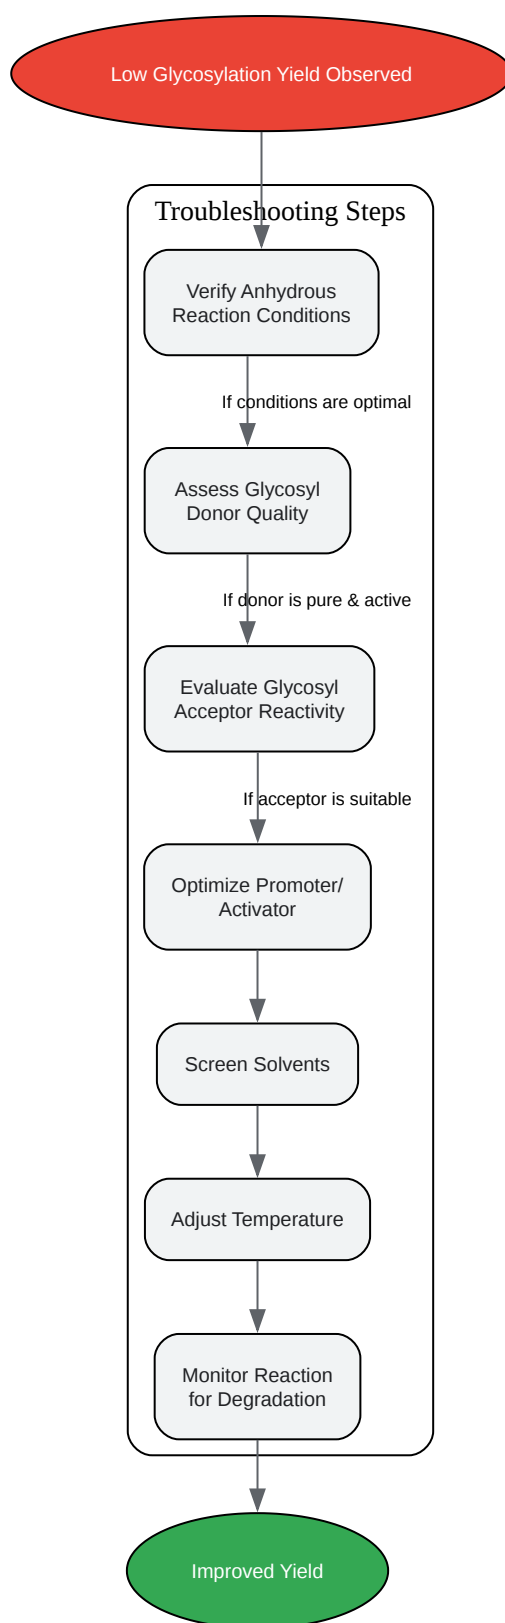 Low Glycosylation Yield Observed
Troubleshooting Steps
Verify Anhydrous
Reaction Conditions
If conditions are optimal
Assess Glycosyl
Donor Quality
If donor is pure & active
Evaluate Glycosyl
Acceptor Reactivity
If acceptor is suitable
Optimize Promoter/
Activator
Screen Solvents
Adjust Temperature
Monitor Reaction
for Degradation
Improved Yield